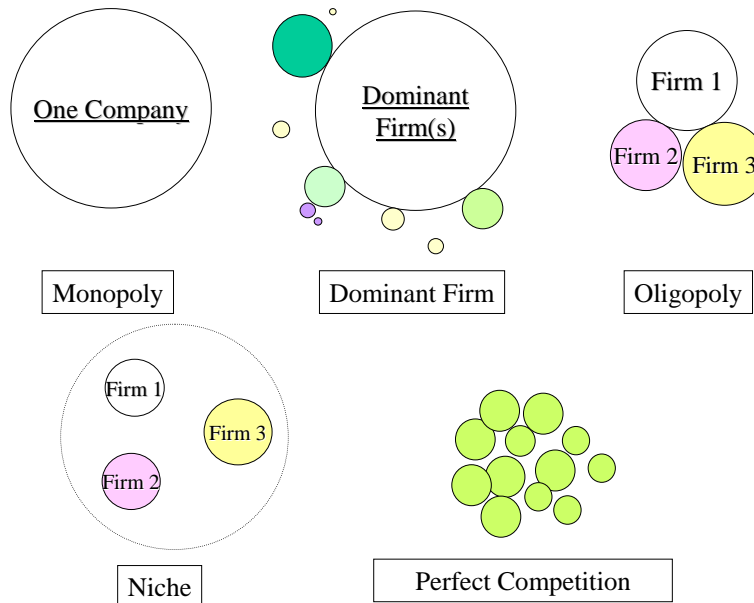 One Company
Dominant
Firm(s)
Firm 1
Firm 2
Firm 3
Monopoly
Dominant Firm
Oligopoly
Firm 1
Firm 3
Firm 2
Niche
Perfect Competition